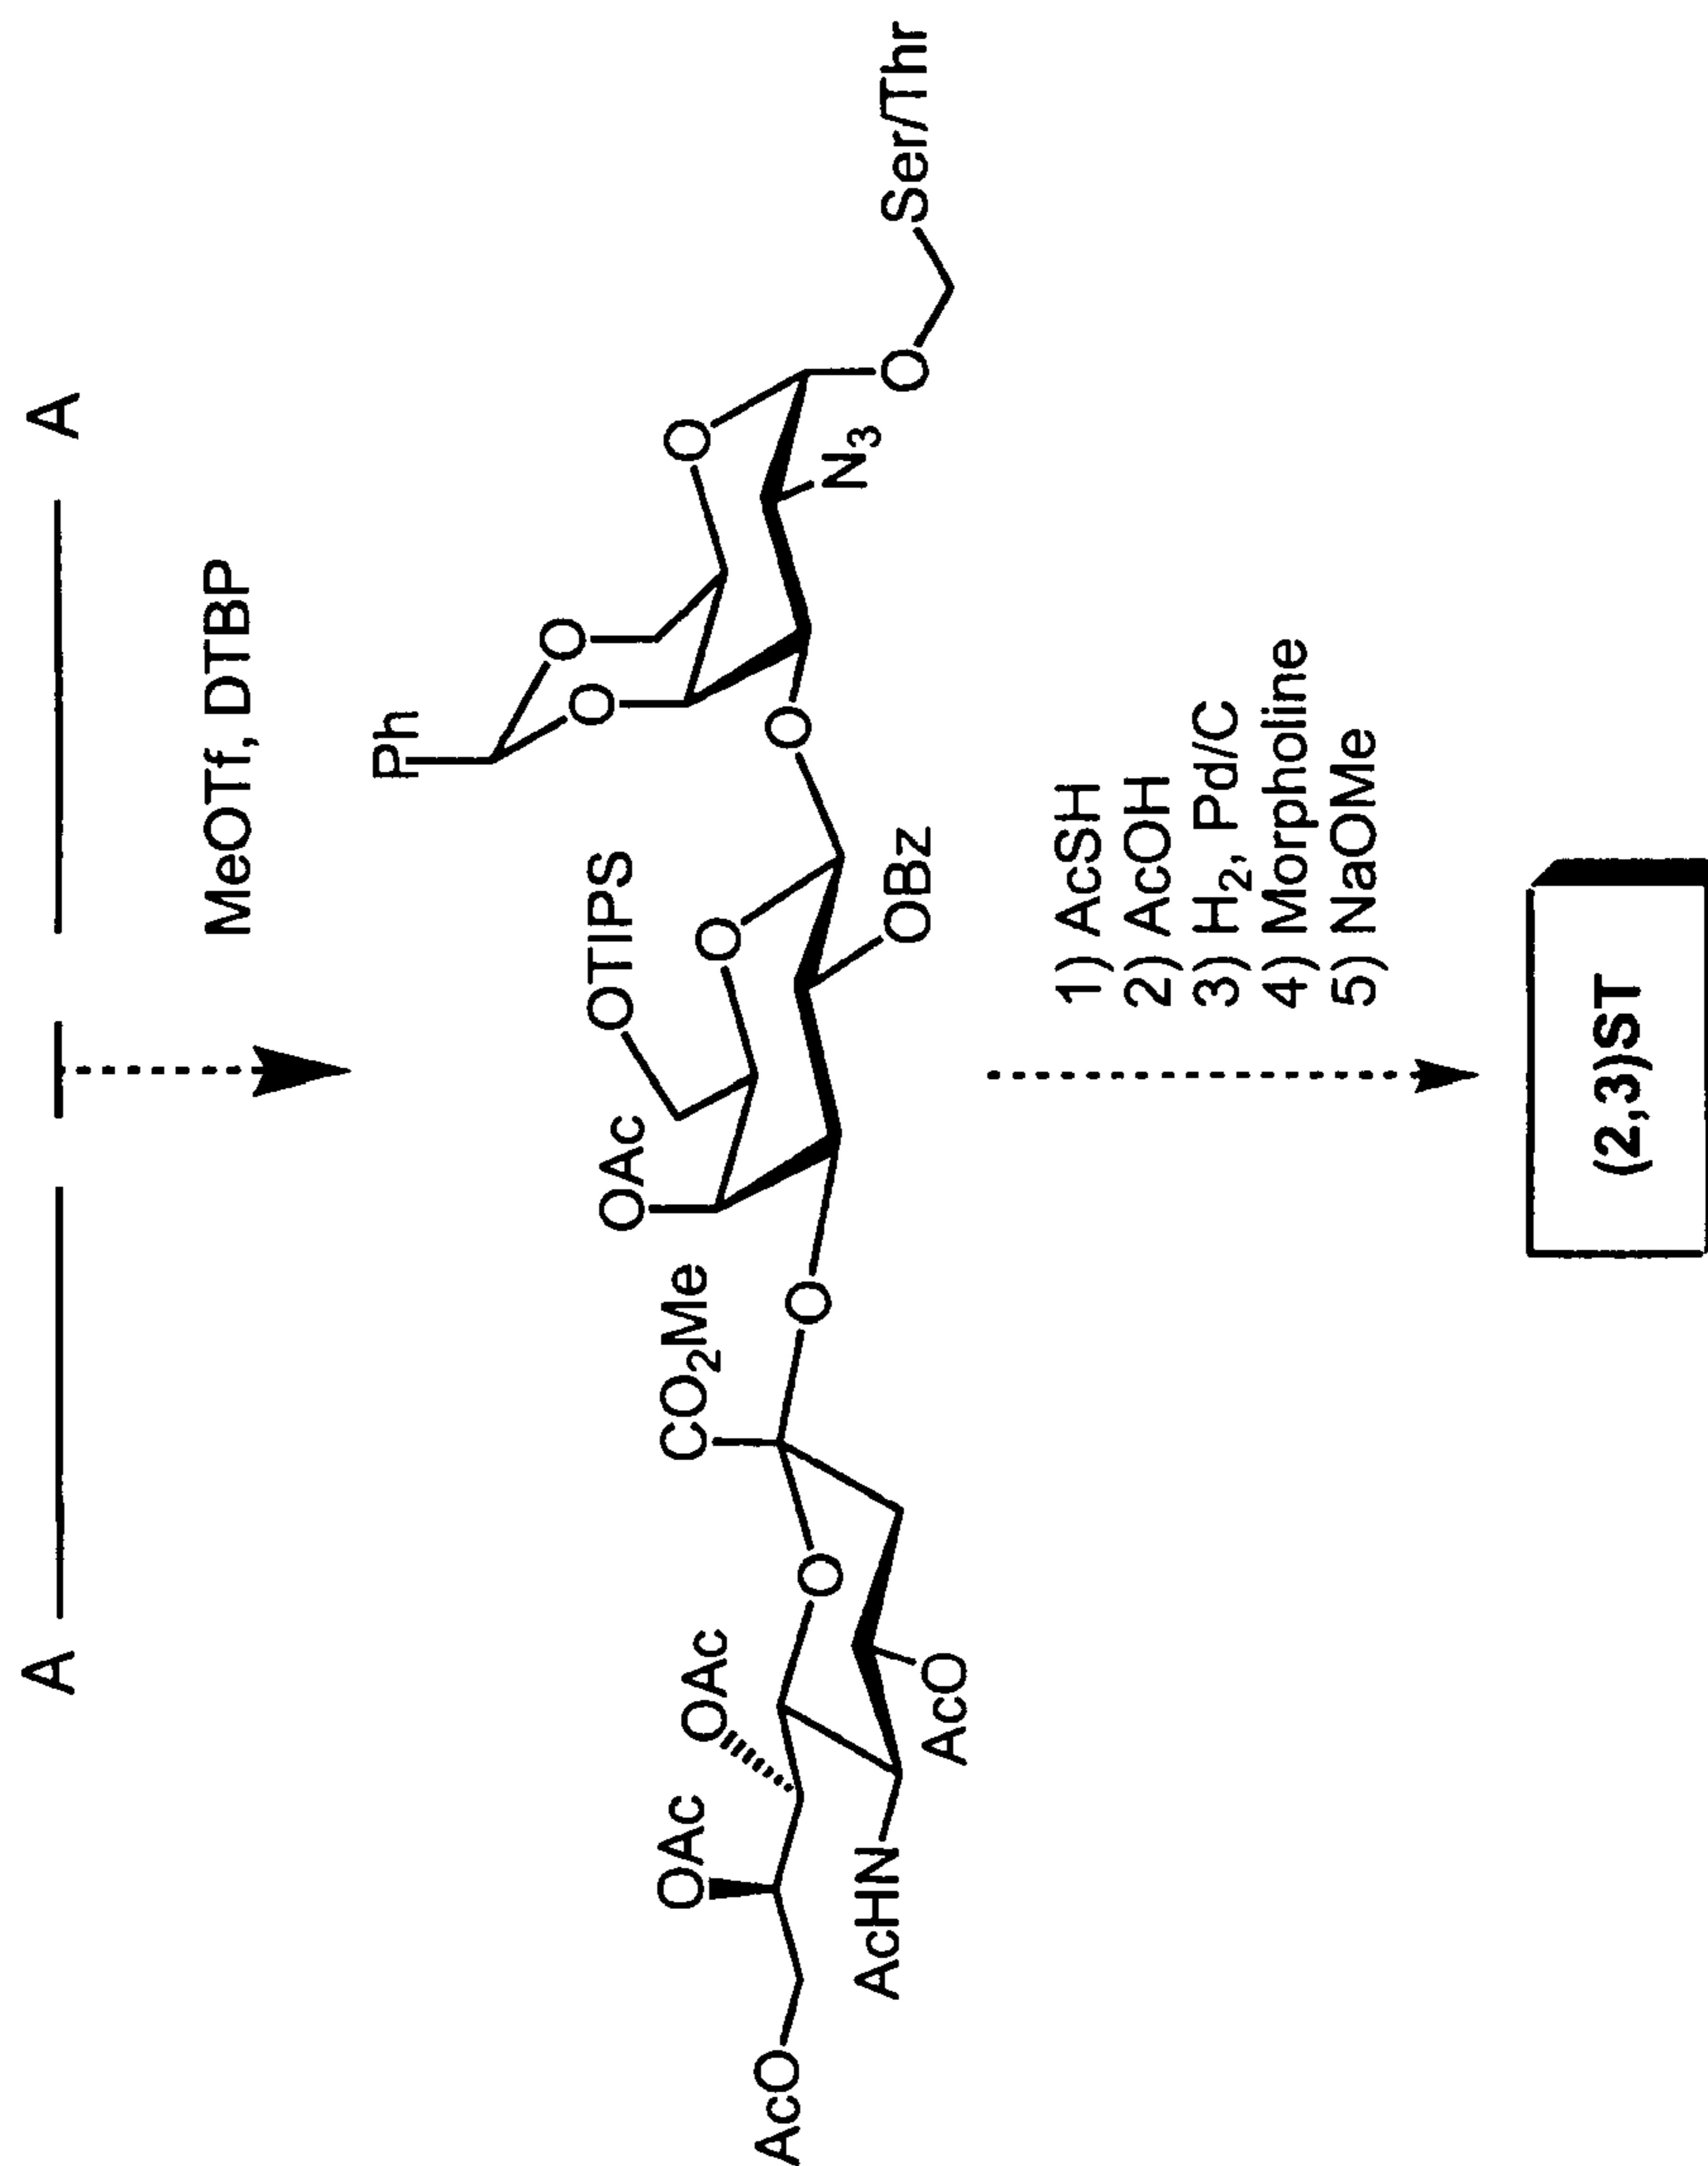 A
A
MeOTf, DTBP
Ph
O
O
O
N3
O
Ser/Thr
O
OTIPS
OAc
O
OBz
O
CO2Me
O
OAc
OAc
AcO
AcHN
AcO
1) AcSH
2) AcOH
3) H2, Pd/C
4) Morpholine
5) NaOMe
(2,3)ST